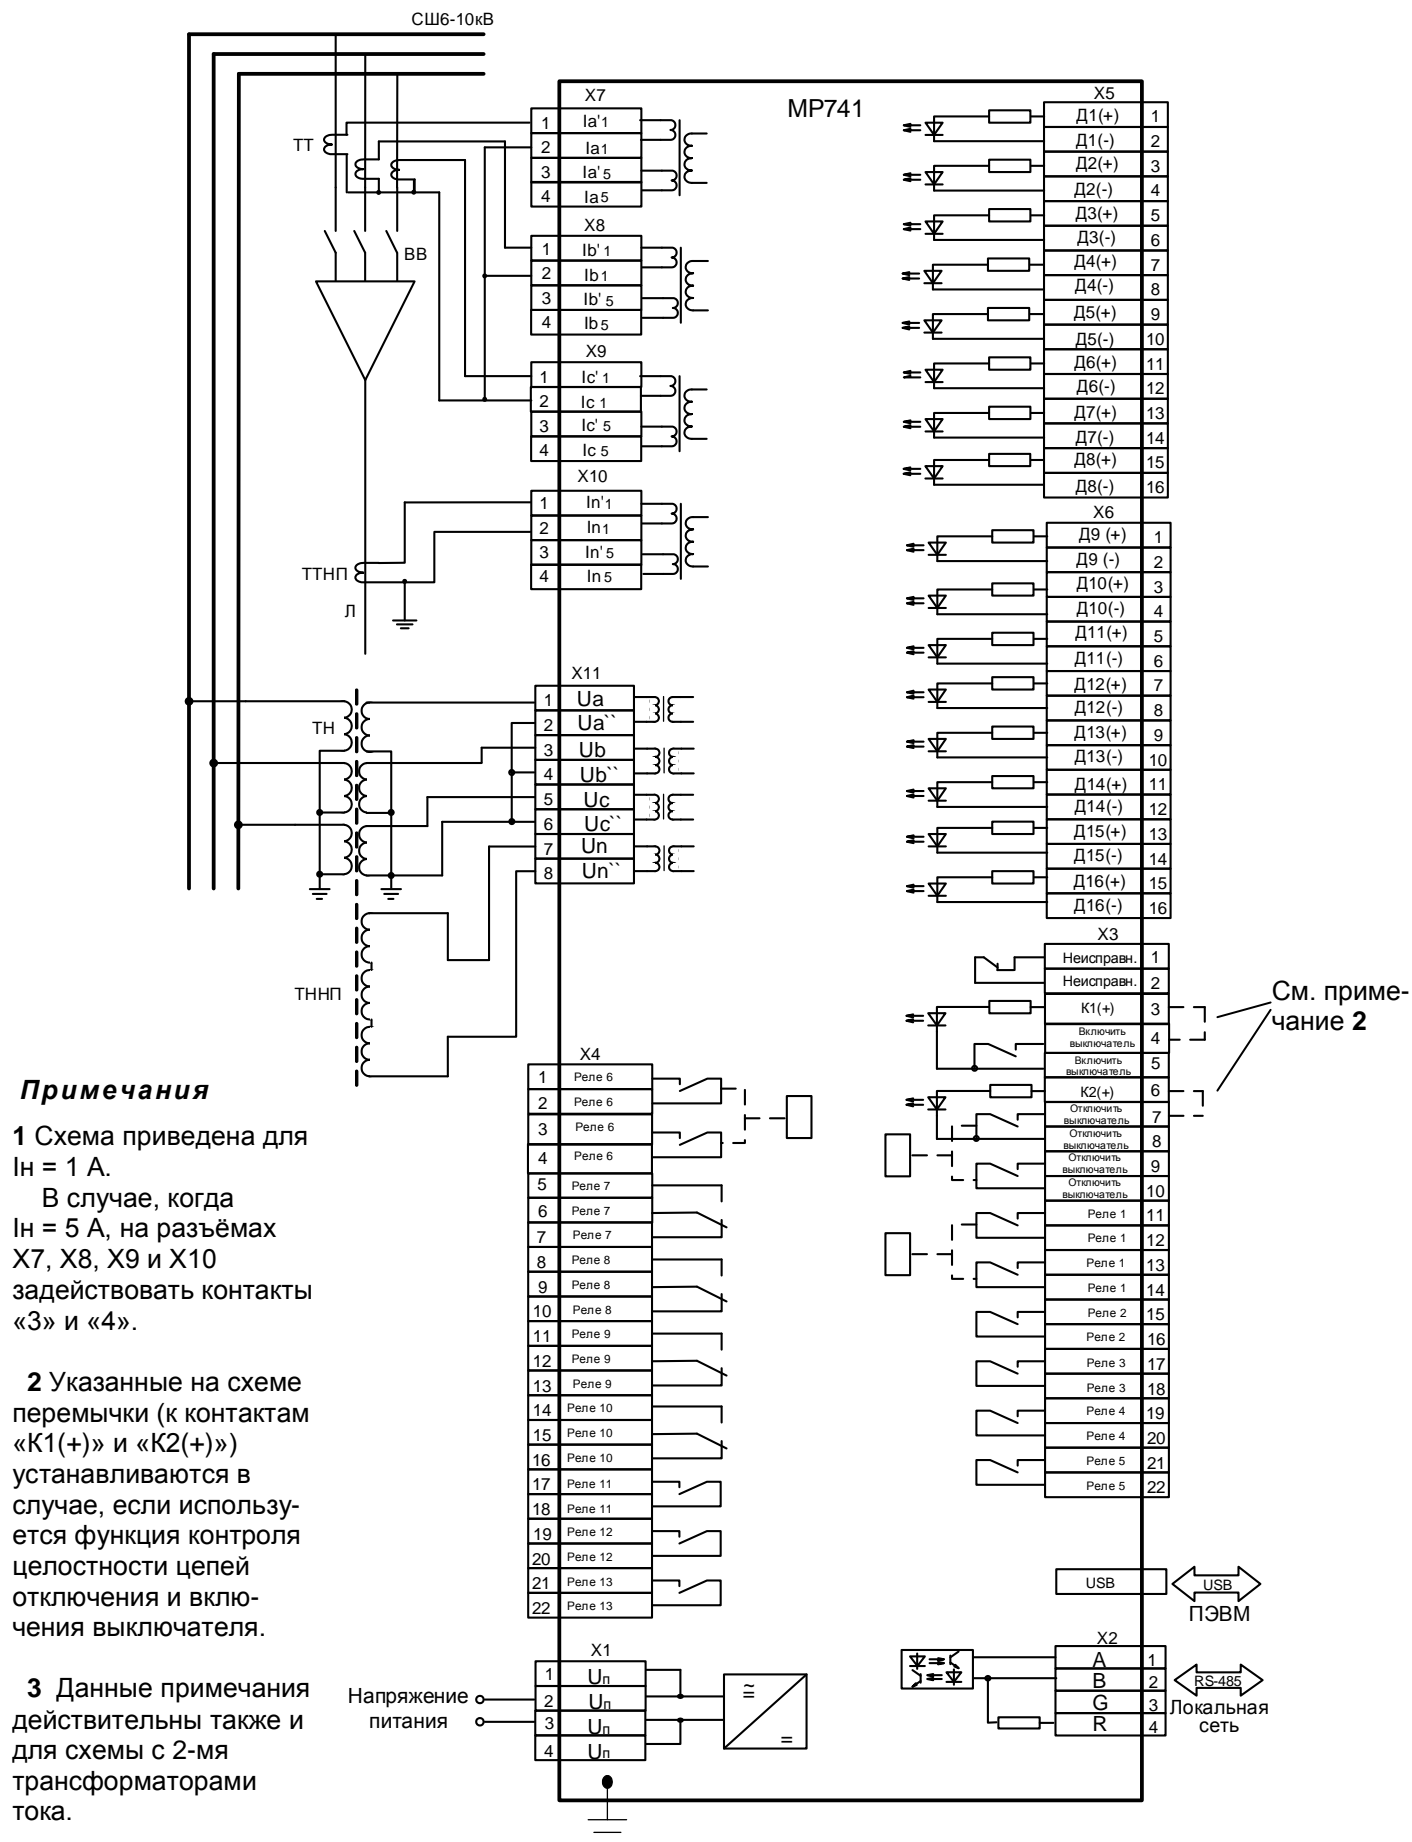 СШ6-10кВ
МР741
ТТ
ВВ
ТТНП
Л
ТН
ТННП
X7
1 Ia'1
2 Ia1
3 Ia'5
4 Ia5
X8
1 Ib'1
2 Ib1
3 Ib'5
4 Ib5
X9
1 Ic'1
2 Ic1
3 Ic'5
4 Ic5
X10
1 In'1
2 In1
3 In'5
4 In5
X11
1 Ua
2 Ua``
3 Ub
4 Ub``
5 Uc
6 Uc``
7 Un
8 Un``
X4
1 Реле 6
2 Реле 6
3 Реле 6
4 Реле 6
5 Реле 7
6 Реле 7
7 Реле 7
8 Реле 8
9 Реле 8
10 Реле 8
11 Реле 9
12 Реле 9
13 Реле 9
14 Реле 10
15 Реле 10
16 Реле 10
17 Реле 11
18 Реле 11
19 Реле 12
20 Реле 12
21 Реле 13
22 Реле 13
X1
1 Uп
2 Uп
3 Uп
4 Uп
Напряжение
питания
≅
=
X5
Д1(+) 1
Д1(-) 2
Д2(+) 3
Д2(-) 4
Д3(+) 5
Д3(-) 6
Д4(+) 7
Д4(-) 8
Д5(+) 9
Д5(-) 10
Д6(+) 11
Д6(-) 12
Д7(+) 13
Д7(-) 14
Д8(+) 15
Д8(-) 16
X6
Д9 (+) 1
Д9 (-) 2
Д10(+) 3
Д10(-) 4
Д11(+) 5
Д11(-) 6
Д12(+) 7
Д12(-) 8
Д13(+) 9
Д13(-) 10
Д14(+) 11
Д14(-) 12
Д15(+) 13
Д15(-) 14
Д16(+) 15
Д16(-) 16
X3
Неисправн. 1
Неисправн. 2
К1(+) 3
Включить
выключатель 4
Включить
выключатель 5
К2(+) 6
Отключить
выключатель 7
Отключить
выключатель 8
Отключить
выключатель 9
Отключить
выключатель 10
Реле 1 11
Реле 1 12
Реле 1 13
Реле 1 14
Реле 2 15
Реле 2 16
Реле 3 17
Реле 3 18
Реле 4 19
Реле 4 20
Реле 5 21
Реле 5 22
См. приме-
чание 2
USB
USB
ПЭВМ
X2
A 1
B 2
G 3
R 4
RS-485
Локальная
сеть
Примечания
1 Схема приведена для
Iн = 1 А.
В случае, когда
Iн = 5 А, на разъёмах
Х7, Х8, Х9 и Х10
задействовать контакты
«3» и «4».
2 Указанные на схеме
перемычки (к контактам
«К1(+)» и «К2(+)»)
устанавливаются в
случае, если использу-
ется функция контроля
целостности цепей
отключения и вклю-
чения выключателя.
3 Данные примечания
действительны также и
для схемы с 2-мя
трансформаторами
тока.